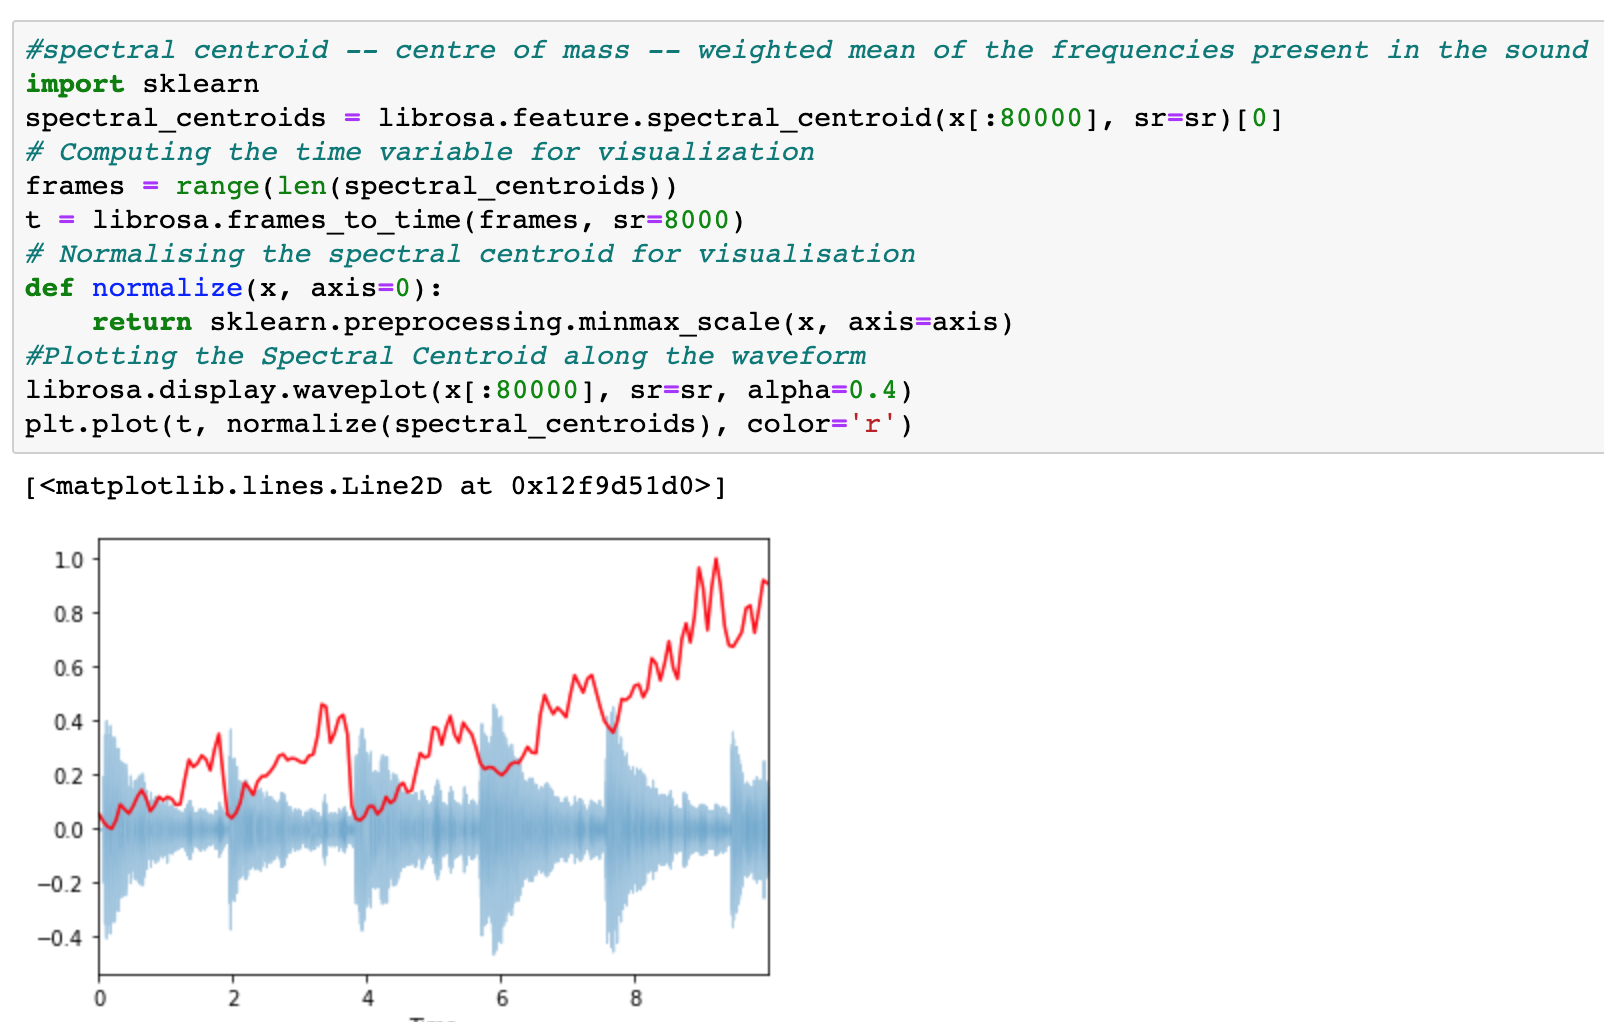 #spectral centroid -- centre of mass -- weighted mean of the frequencies present in the sound
import sklearn
spectral_centroids = librosa.feature.spectral_centroid(x[:80000], sr=sr)[0]
# Computing the time variable for visualization
frames = range(len(spectral_centroids))
t = librosa.frames_to_time(frames, sr=8000)
# Normalising the spectral centroid for visualisation
def normalize(x, axis=0):
    return sklearn.preprocessing.minmax_scale(x, axis=axis)
#Plotting the Spectral Centroid along the waveform
librosa.display.waveplot(x[:80000], sr=sr, alpha=0.4)
plt.plot(t, normalize(spectral_centroids), color='r')
[<matplotlib.lines.Line2D at 0x12f9d51d0>]
1.0
0.8
0.6
0.4
0.2
0.0
−0.2
−0.4
0 2 4 6 8